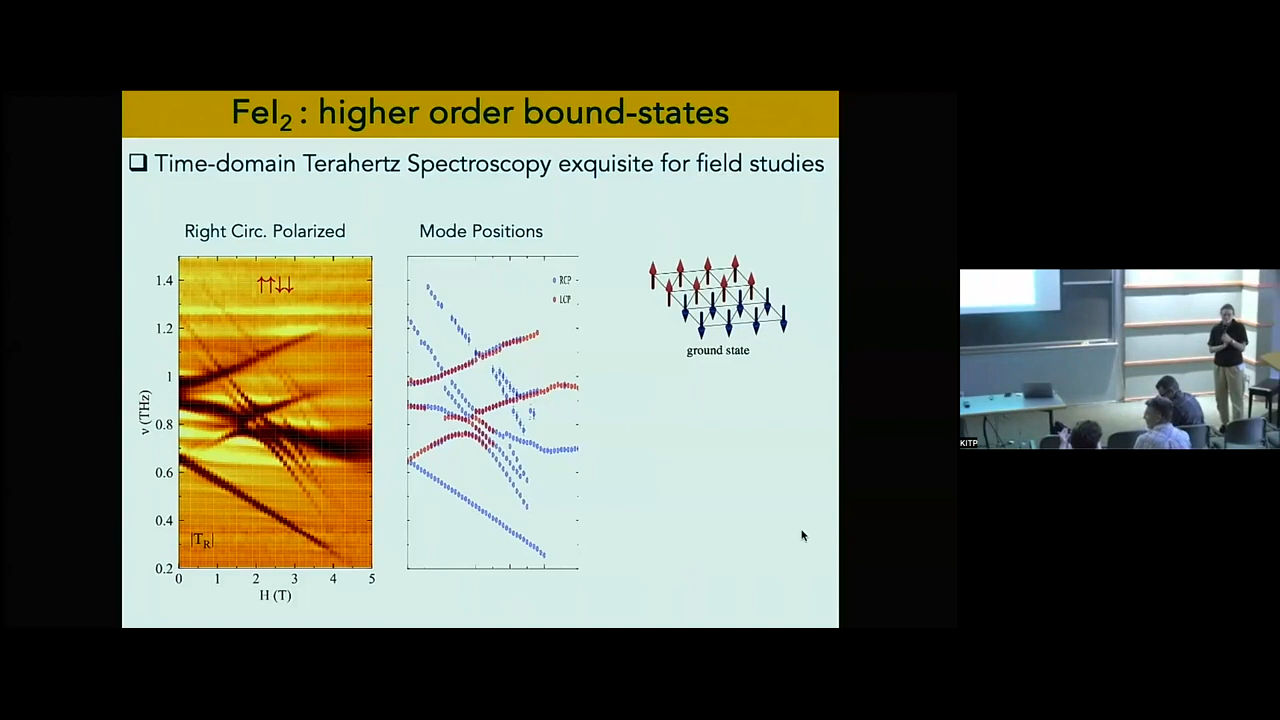 FeI₂ : higher order bound-states
❑ Time-domain Terahertz Spectroscopy exquisite for field studies
Right Circ. Polarized
Mode Positions
1.4
1.2
1
0.8
0.6
0.4
0.2
ν (THz)
↑↑↓↓
|T_R|
0 1 2 3 4 5
H (T)
RCP
LCP
ground state
KITP